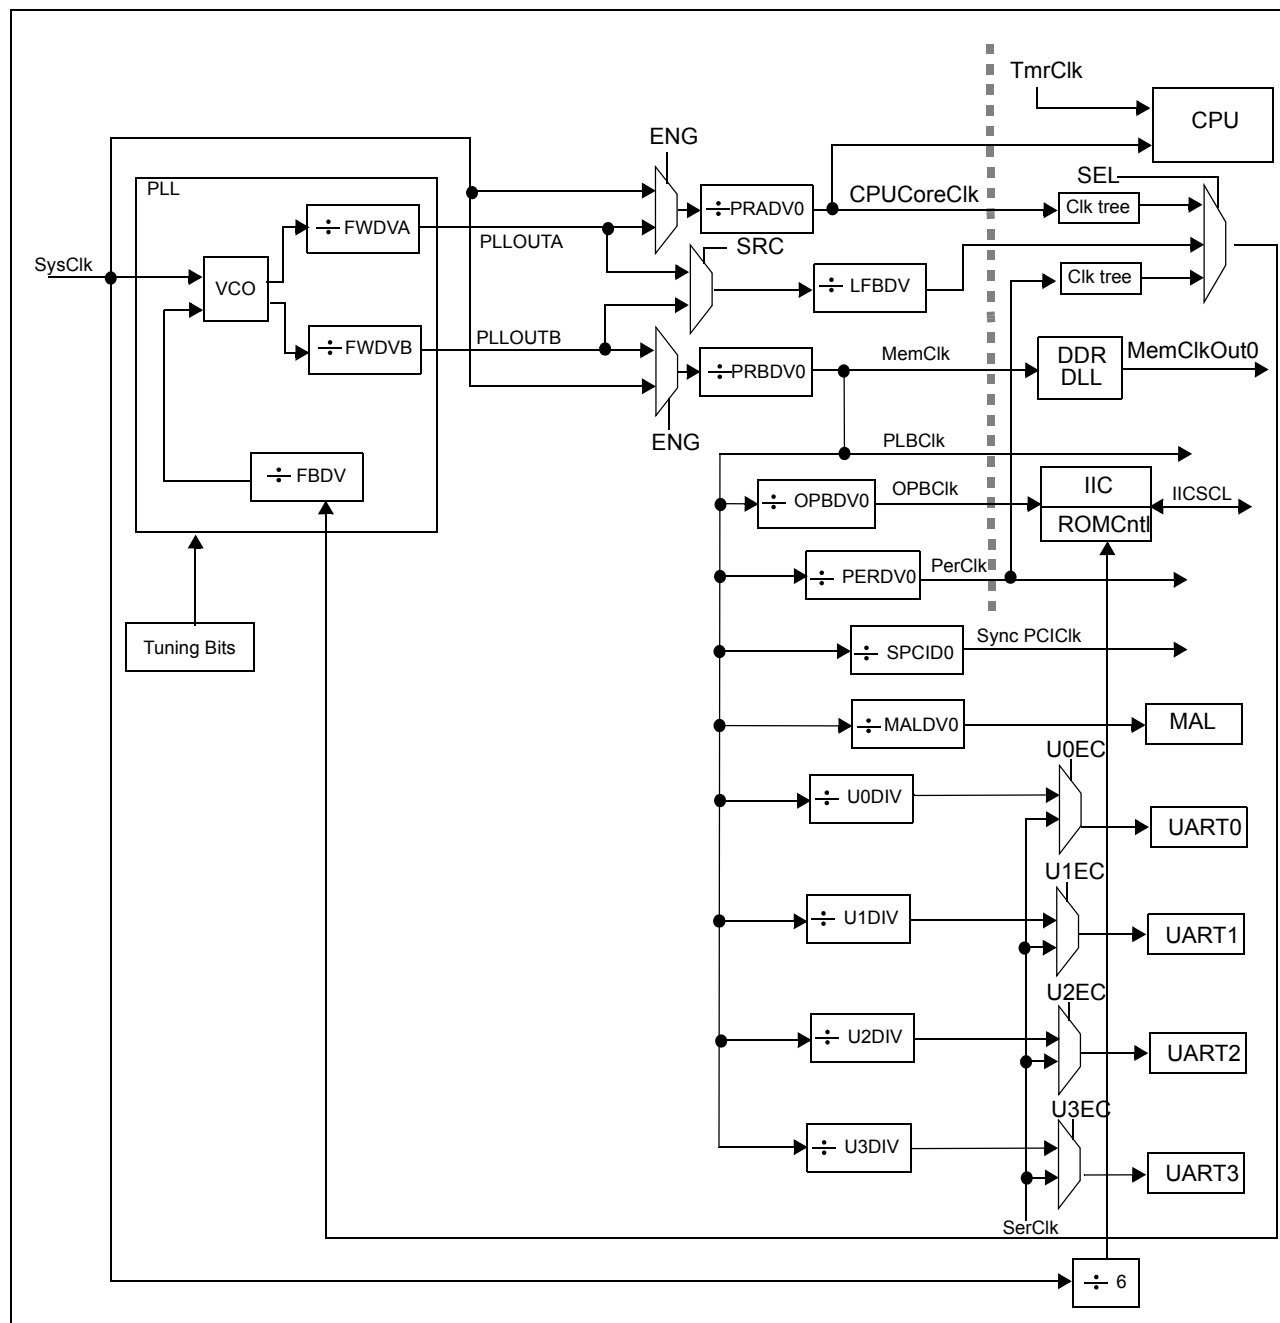 TmrClk
CPU
ENG
SEL
PLL
÷ PRADV0
CPUCoreClk
Clk tree
÷ FWDVA
PLLOUTA
SRC
SysClk
VCO
÷ LFBDV
Clk tree
÷ FWDVB
PLLOUTB
÷ PRBDV0
MemClk
DDR
DLL
MemClkOut0
ENG
PLBClk
÷ FBDV
÷ OPBDV0
OPBClk
IIC
IICSCL
ROMCntl
÷ PERDV0
PerClk
Tuning Bits
÷ SPCID0
Sync PCIClk
÷ MALDV0
MAL
U0EC
÷ U0DIV
UART0
U1EC
÷ U1DIV
UART1
U2EC
÷ U2DIV
UART2
U3EC
÷ U3DIV
UART3
SerClk
÷ 6